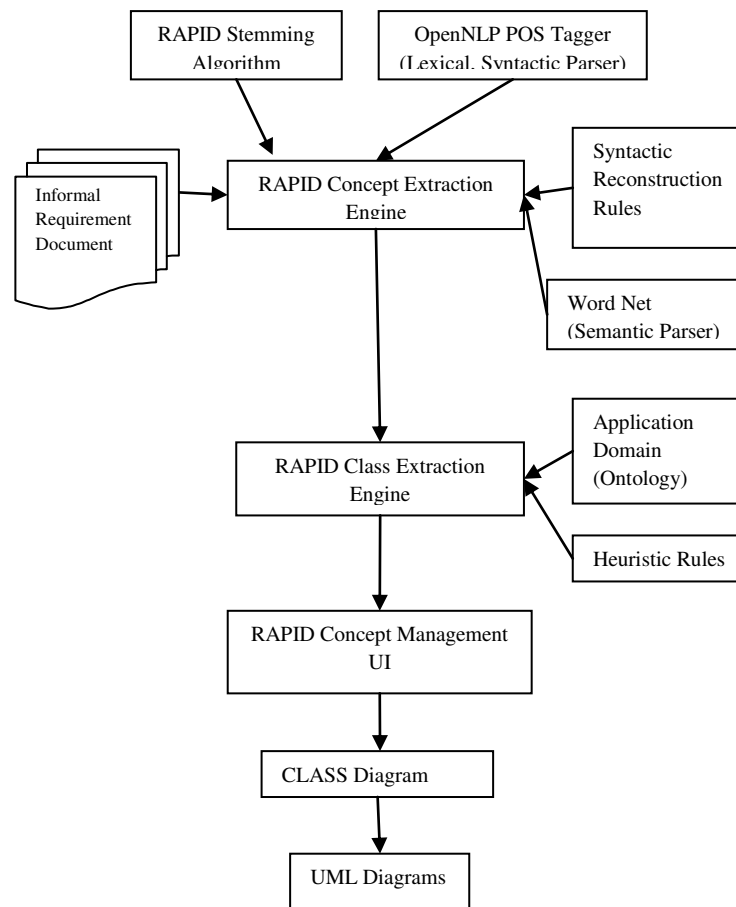 RAPID Stemming
Algorithm
OpenNLP POS Tagger
(Lexical, Syntactic Parser)
Informal
Requirement
Document
RAPID Concept Extraction
Engine
Syntactic
Reconstruction
Rules
Word Net
(Semantic Parser)
RAPID Class Extraction
Engine
Application
Domain
(Ontology)
Heuristic Rules
RAPID Concept Management
UI
CLASS Diagram
UML Diagrams